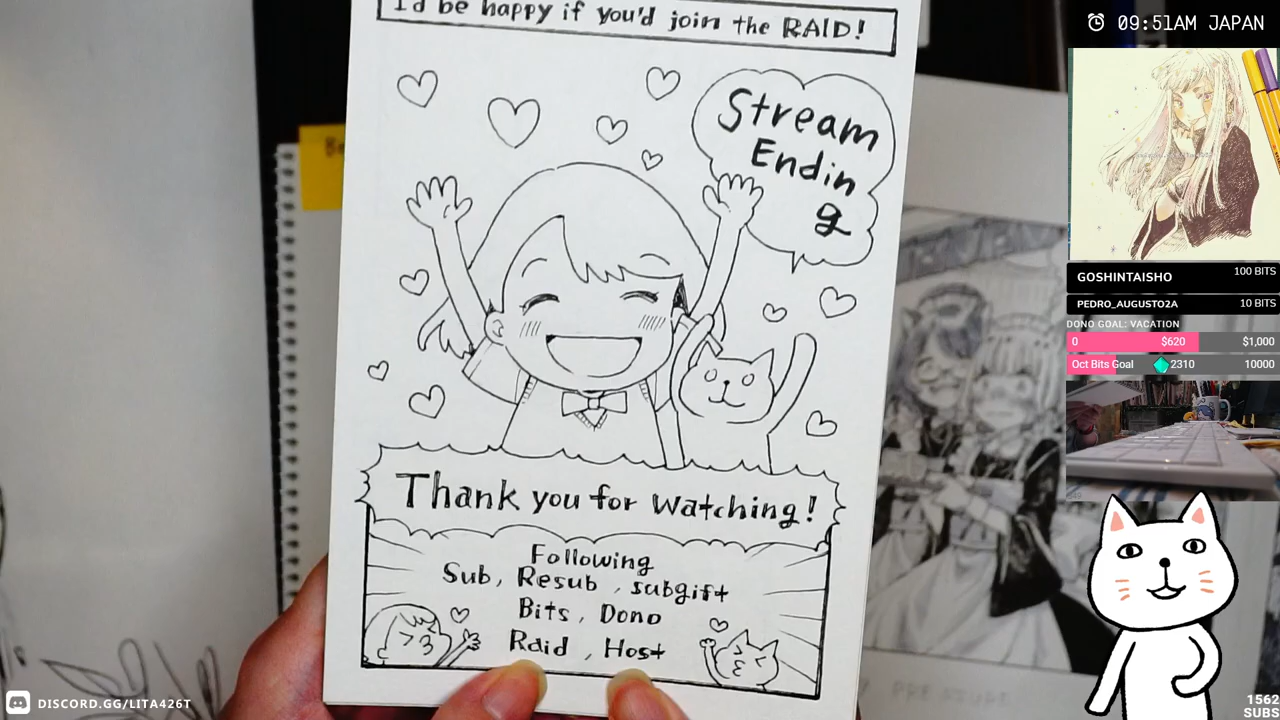 I'd be happy if you'd join the RAID!
Stream
Endin
g
Thank you for watching!
Following
Sub, Resub, subgift
Bits, Dono
Raid, Host
09:51AM JAPAN
GOSHINTAISHO 100 BITS
PEDRO_AUGUSTO2A 10 BITS
DONO GOAL: VACATION
0 $620 $1,000
Oct Bits Goal 2310 10000
DISCORD.GG/LITA426T
1562
SUBS